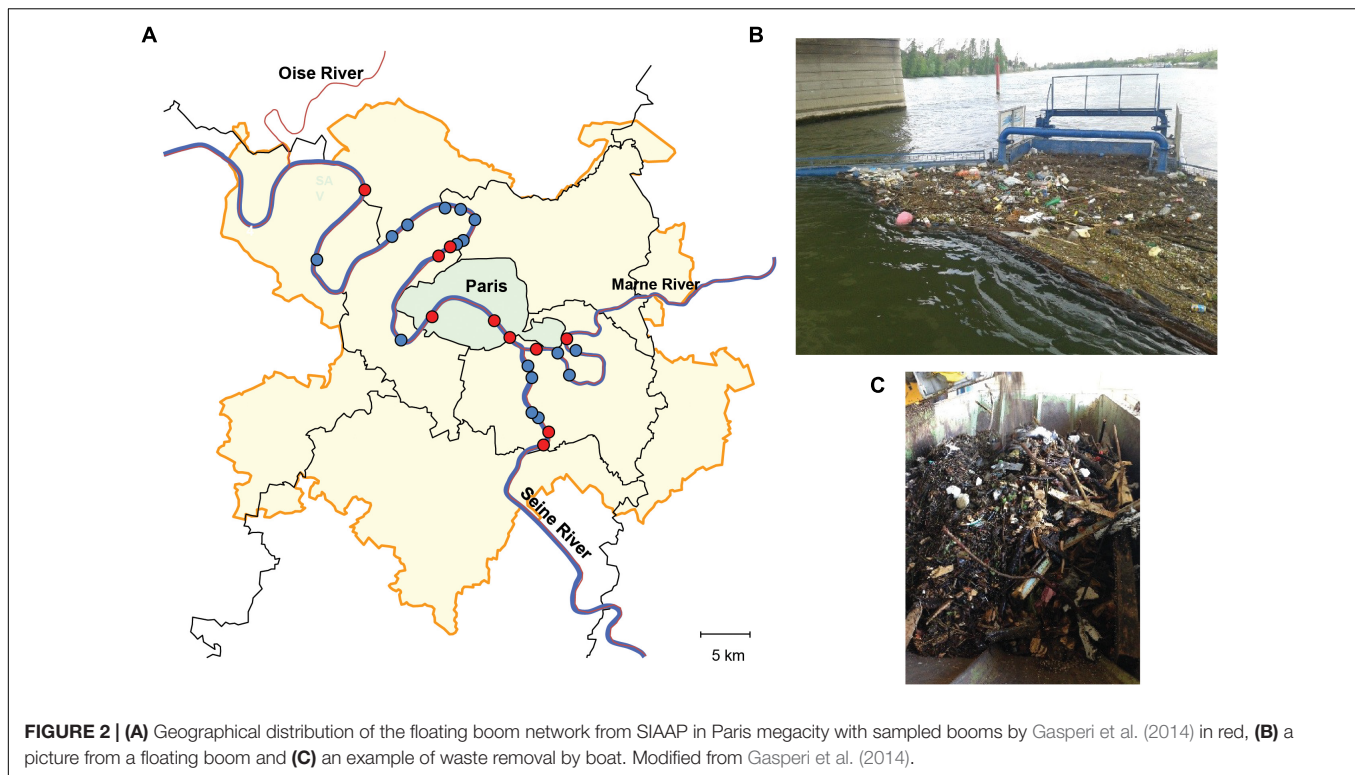 A
B
Oise River
SA
V
Paris
Marne River
C
Seine River
5 km
FIGURE 2 | (A) Geographical distribution of the floating boom network from SIAAP in Paris megacity with sampled booms by Gasperi et al. (2014) in red, (B) a
picture from a floating boom and (C) an example of waste removal by boat. Modified from Gasperi et al. (2014).